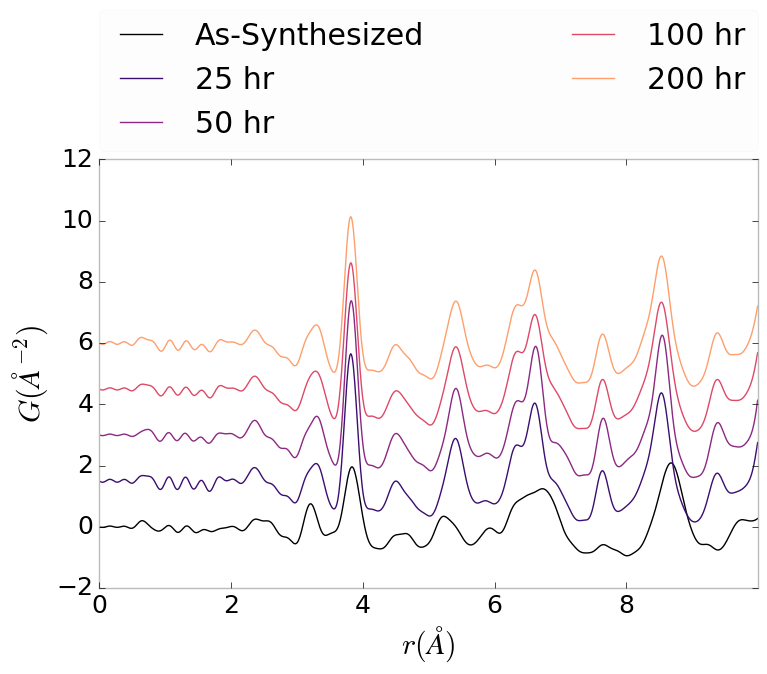 As-Synthesized
25 hr
50 hr
100 hr
200 hr
12
10
8
6
4
2
0
−2
0 2 4 6 8
G(Å⁻²)
r(Å)